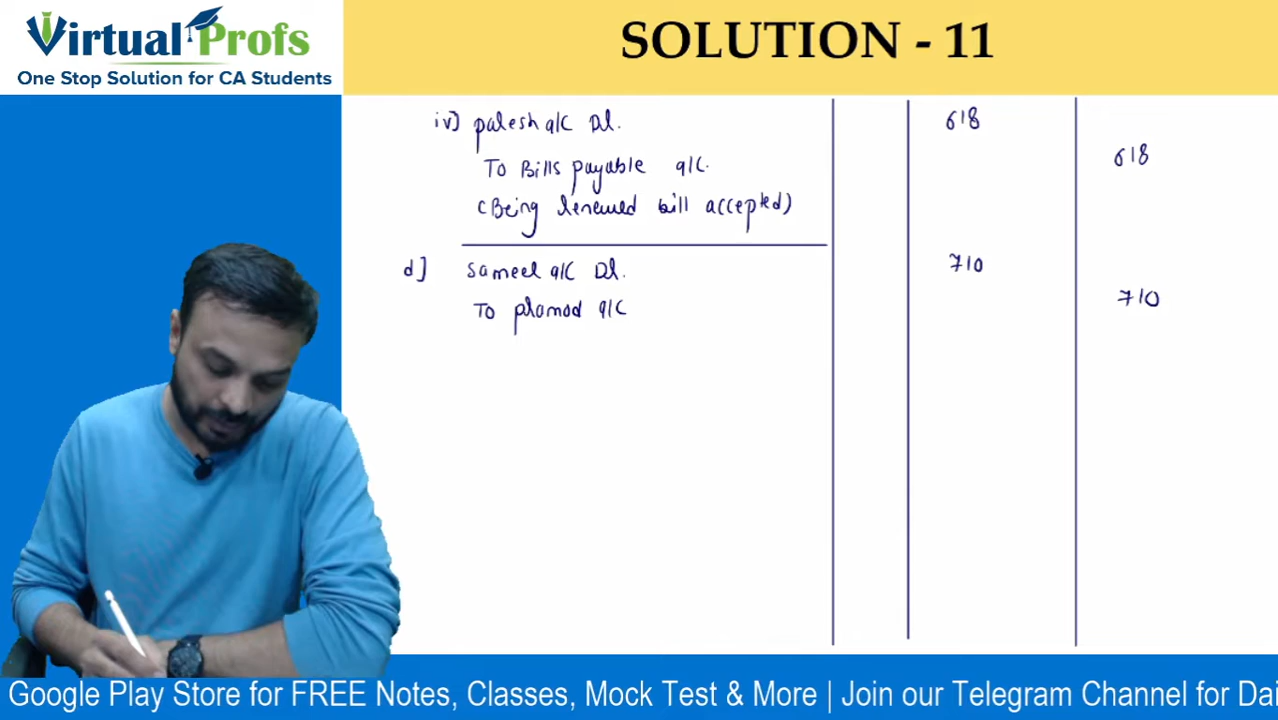 Virtual Profs
One Stop Solution for CA Students
SOLUTION - 11
iv) paresh a/c Dr. 618
To Bills payable a/c. 618
(Being renewed bill accepted)
d] sameer a/c Dr. 710
To pramod a/c 710
Google Play Store for FREE Notes, Classes, Mock Test & More | Join our Telegram Channel for Dai